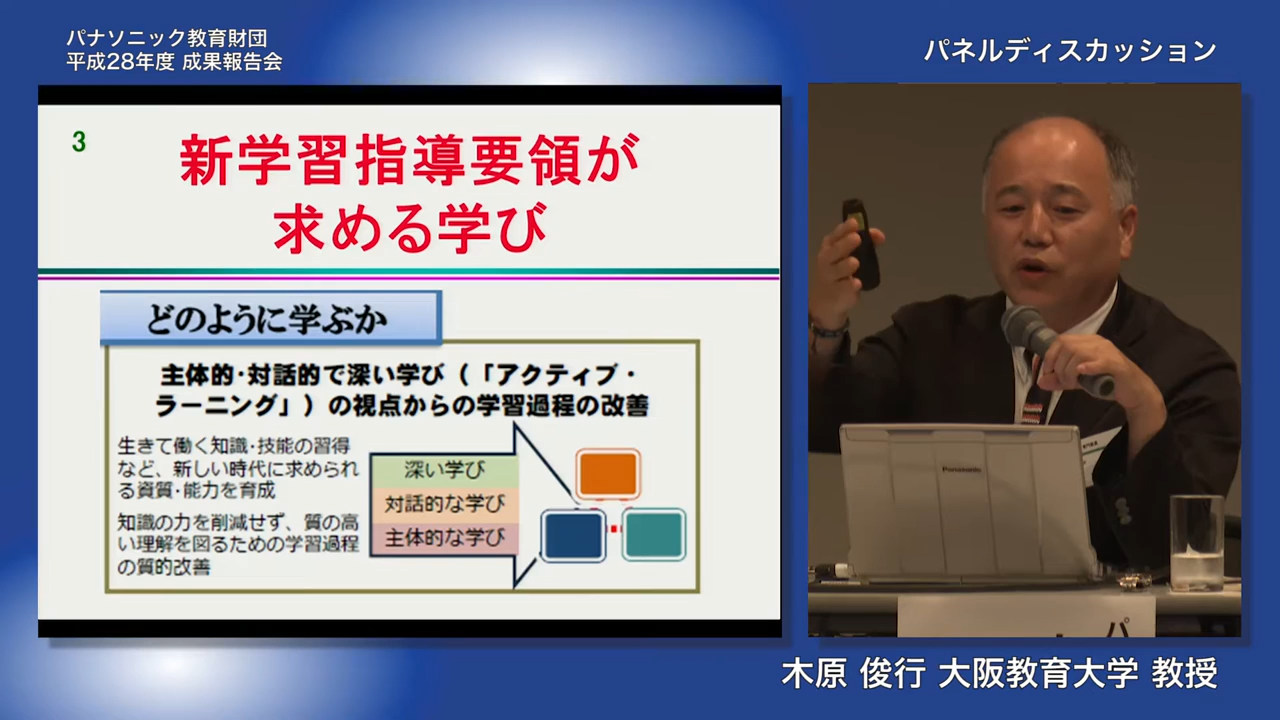 パナソニック教育財団
平成28年度 成果報告会
パネルディスカッション
3
新学習指導要領が
求める学び
どのように学ぶか
主体的・対話的で深い学び（「アクティブ・
ラーニング」）の視点からの学習過程の改善
生きて働く知識・技能の習得
など、新しい時代に求められ
る資質・能力を育成
知識の力を削減せず、質の高
い理解を図るための学習過程
の質的改善
深い学び
対話的な学び
主体的な学び
Panasonic
パ
木原 俊行 大阪教育大学 教授